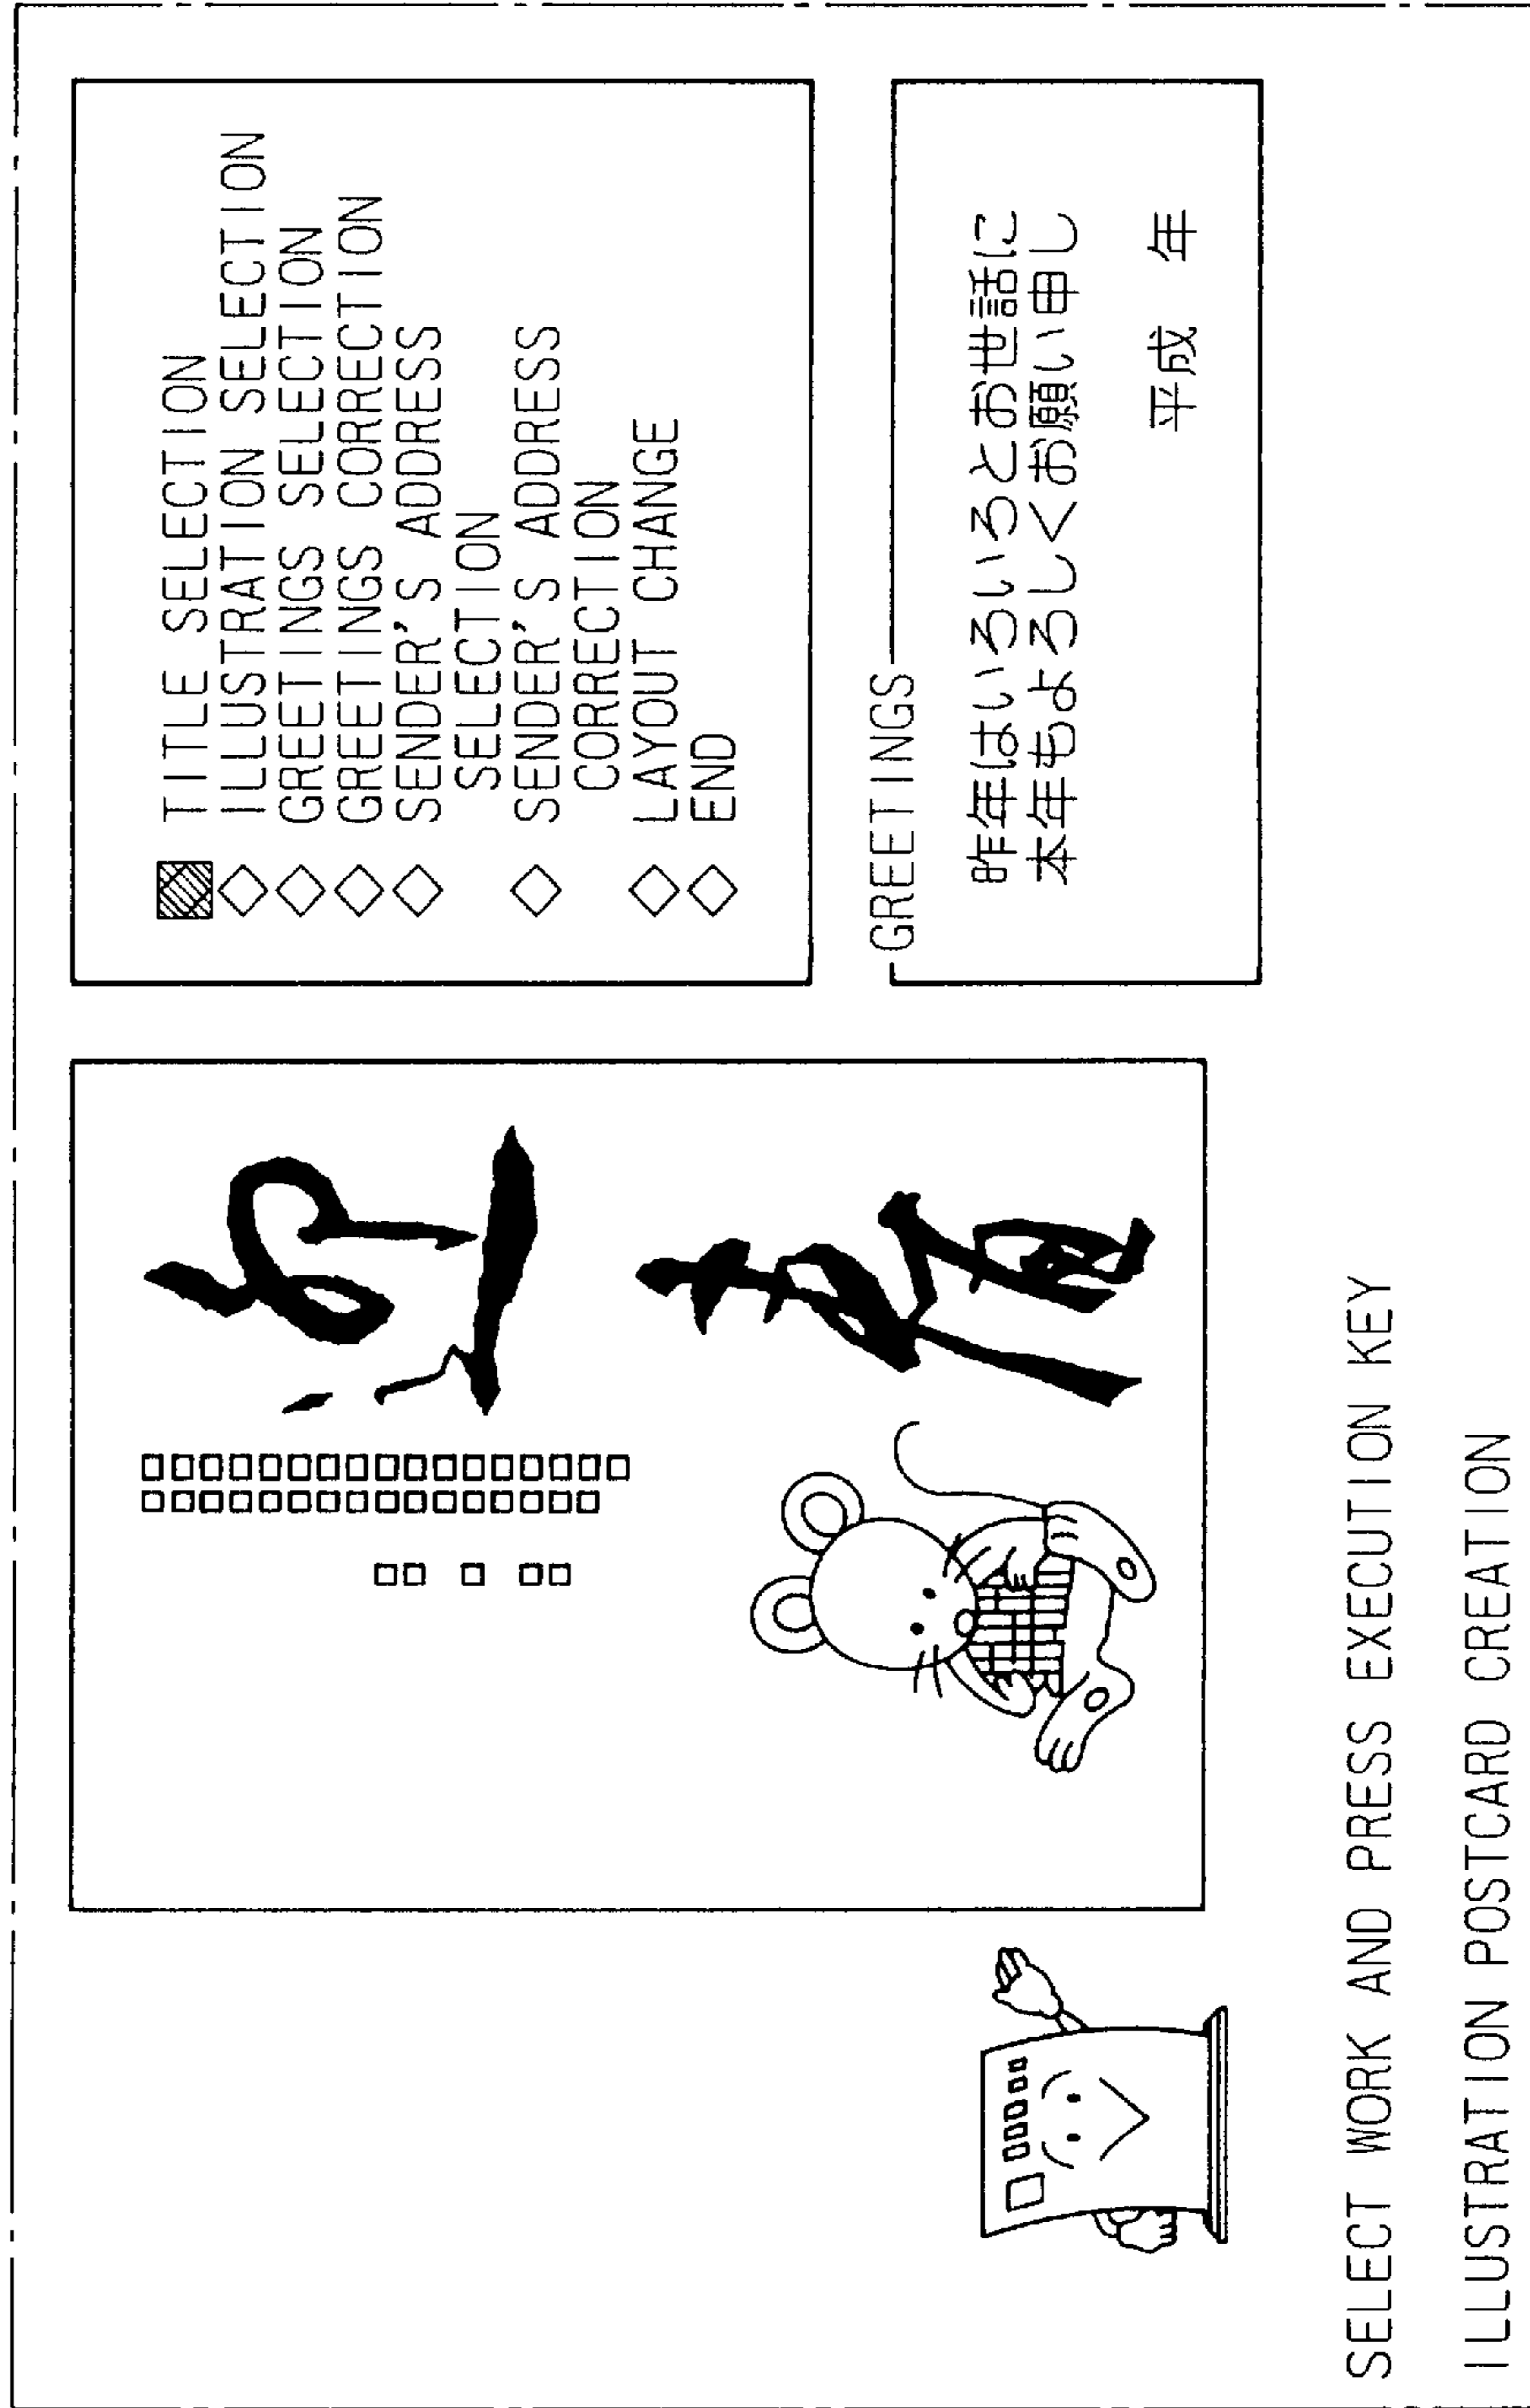 TITLE SELECTION
ILLUSTRATION SELECTION
GREETINGS SELECTION
GREETINGS CORRECTION
SENDER'S ADDRESS
SELECTION
SENDER'S ADDRESS
CORRECTION
LAYOUT CHANGE
END
GREETINGS
昨年はいろいろとお世話に
本年もよろしくお願い申し
平成 年
SELECT WORK AND PRESS EXECUTION KEY
ILLUSTRATION POSTCARD CREATION